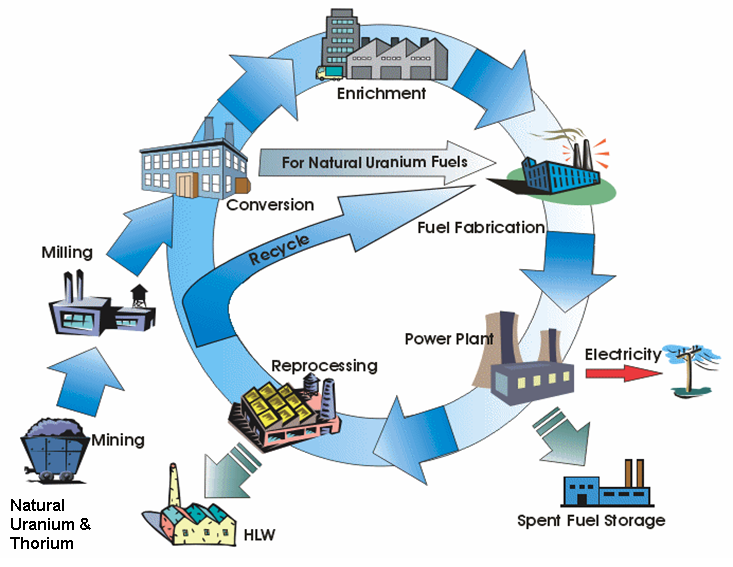 Enrichment
For Natural Uranium Fuels
Conversion
Fuel Fabrication
Recycle
Milling
Power Plant
Electricity
Reprocessing
Mining
Natural
Uranium &
Thorium
HLW
Spent Fuel Storage